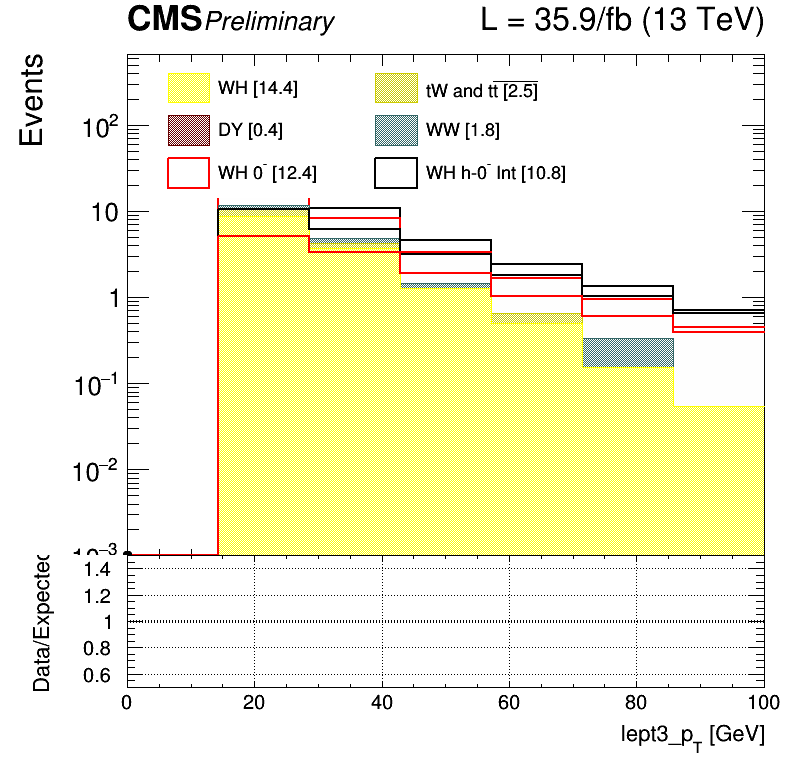 CMS Preliminary L = 35.9/fb (13 TeV)
Events
WH [14.4] tW and tt [2.5]
DY [0.4] WW [1.8]
WH 0⁻ [12.4] WH h-0⁻ Int [10.8]
10²
10
1
10⁻¹
10⁻²
10⁻³
Data/Expected
1.4
1.2
1
0.8
0.6
0 20 40 60 80 100
lept3_p_T [GeV]